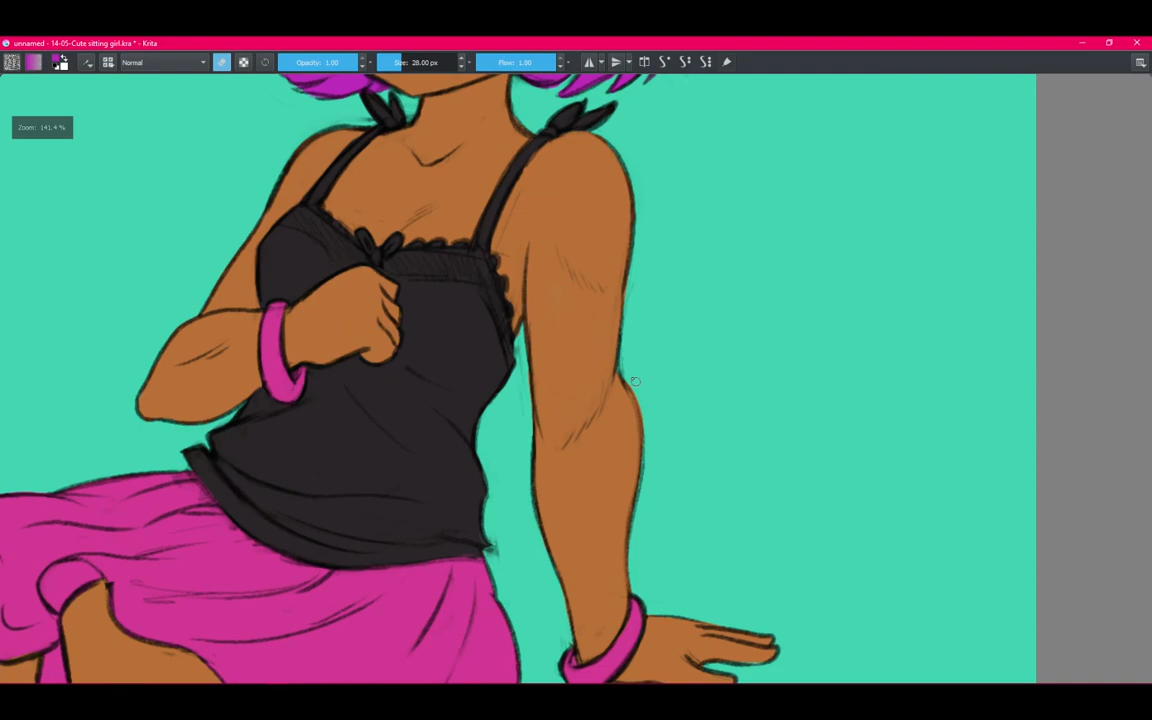 unnamed - 14-05-Cute sitting girl.kra * - Krita
Normal
Opacity: 1.00
Size: 28.00 px
Flow: 1.00
Zoom: 141.4 %